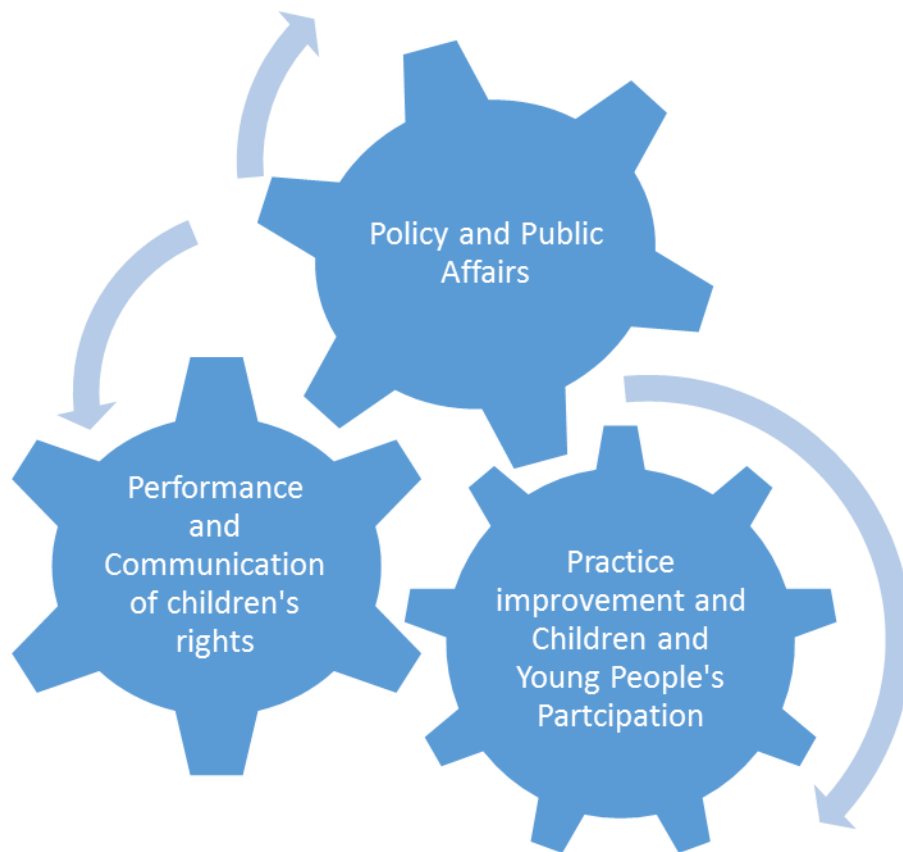 Policy and Public
Affairs
Performance
and
Communication
of children's
rights
Practice
improvement and
Children and
Young People's
Partcipation